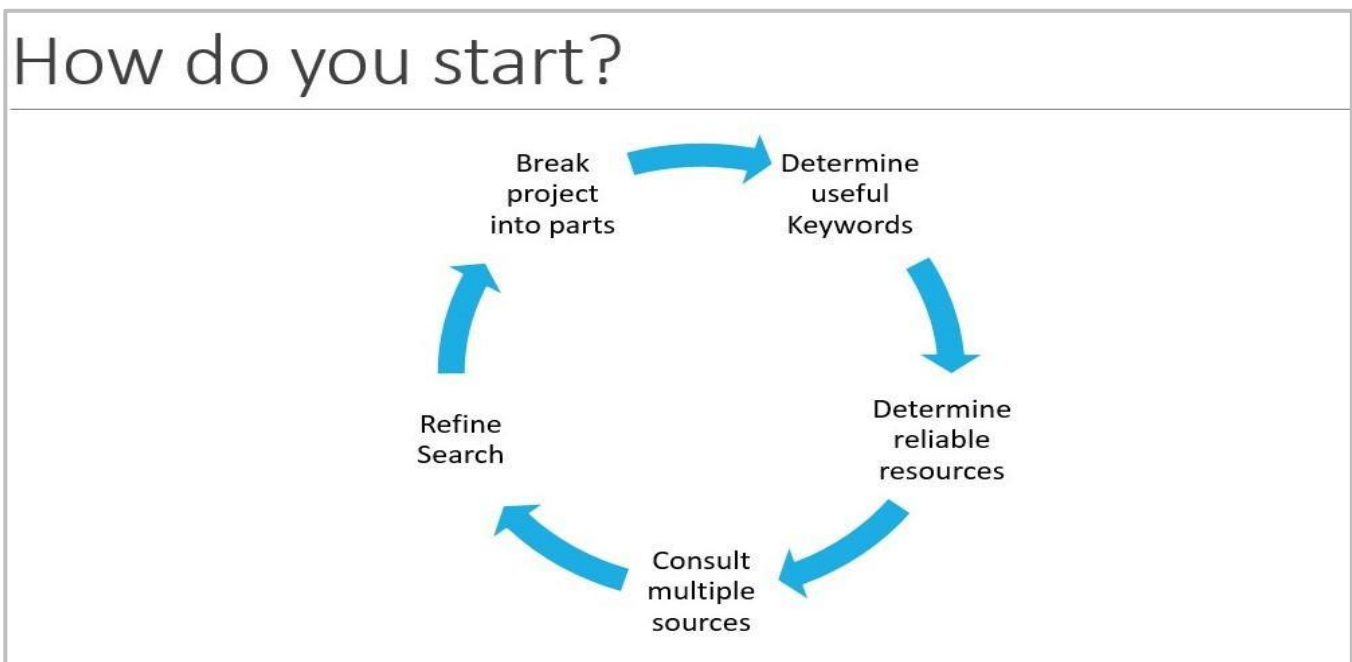 How do you start?
Break
project
into parts
Determine
useful
Keywords
Determine
reliable
resources
Consult
multiple
sources
Refine
Search